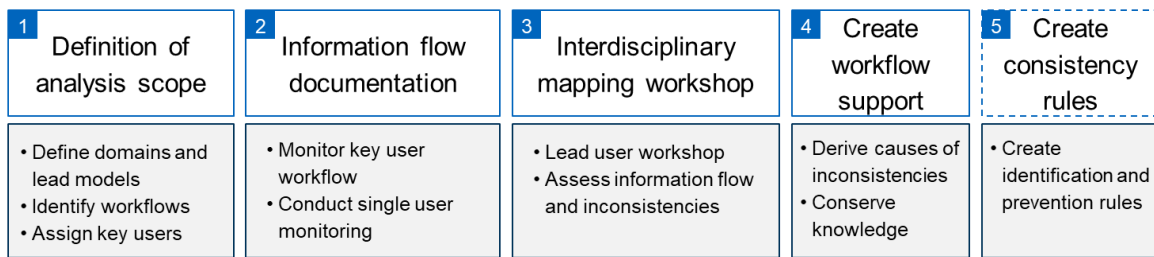 1
Definition of
analysis scope
• Define domains and
lead models
• Identify workflows
• Assign key users
2
Information flow
documentation
• Monitor key user
workflow
• Conduct single user
monitoring
3
Interdisciplinary
mapping workshop
• Lead user workshop
• Assess information flow
and inconsistencies
4
Create
workflow
support
• Derive causes of
inconsistencies
• Conserve
knowledge
5
Create
consistency
rules
• Create
identification and
prevention rules